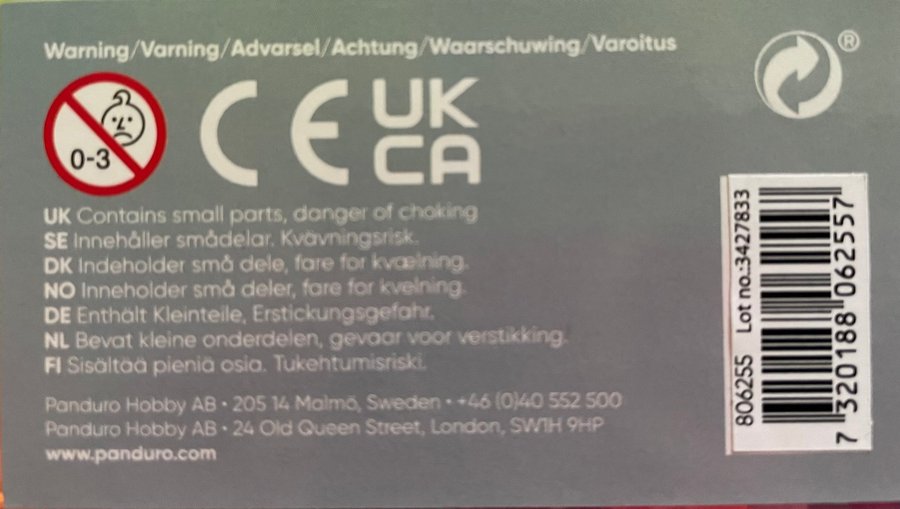 Warning/Varning/Advarsel/Achtung/Waarschuwing/Varoitus
®
0-3
CE
UK
CA
UK Contains small parts, danger of choking
SE Innehåller smådelar. Kvävningsrisk.
DK Indeholder små dele, fare for kvælning.
NO Inneholder små deler, fare for kvelning.
DE Enthält Kleinteile, Erstickungsgefahr.
NL Bevat kleine onderdelen, gevaar voor verstikking.
FI Sisältää pieniä osia. Tukehtumisriski.
Panduro Hobby AB • 205 14 Malmö, Sweden • +46 (0)40 552 500
Panduro Hobby AB • 24 Old Queen Street, London, SW1H 9HP
www.panduro.com
806255 Lot no.:3427833
7 320188 062557